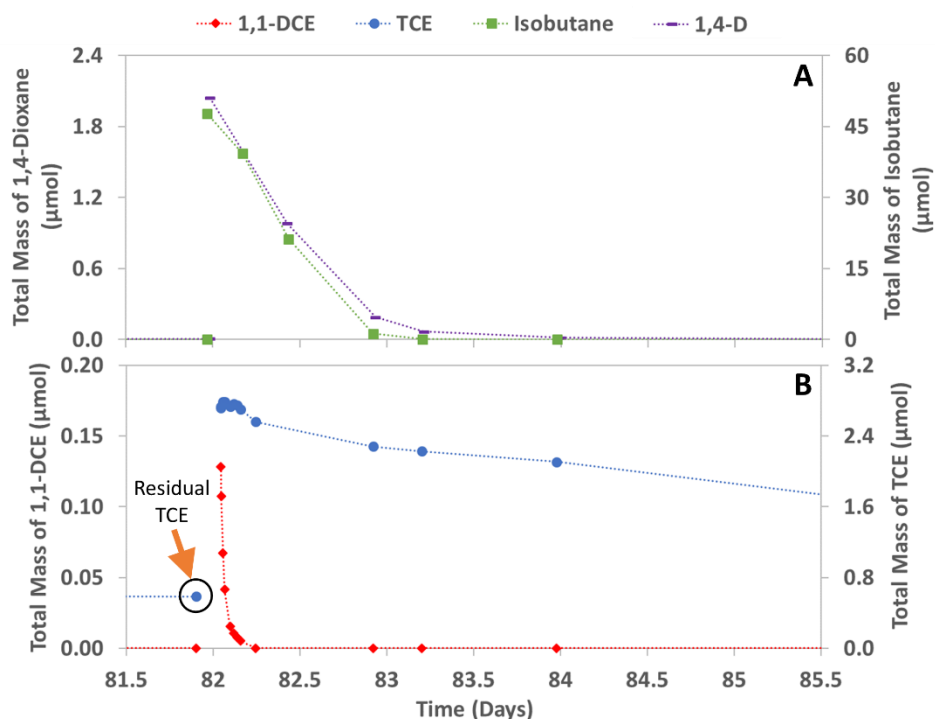 1,1-DCE TCE Isobutane 1,4-D
A
2.4
1.8
1.2
0.6
0.0
Total Mass of 1,4-Dioxane
(µmol)
60
45
30
15
0
Total Mass of Isobutane
(µmol)
B
0.20
0.15
0.10
0.05
0.00
Total Mass of 1,1-DCE (µmol)
Residual
TCE
3.2
2.4
1.6
0.8
0.0
Total Mass of TCE (µmol)
81.5 82 82.5 83 83.5 84 84.5 85 85.5
Time (Days)